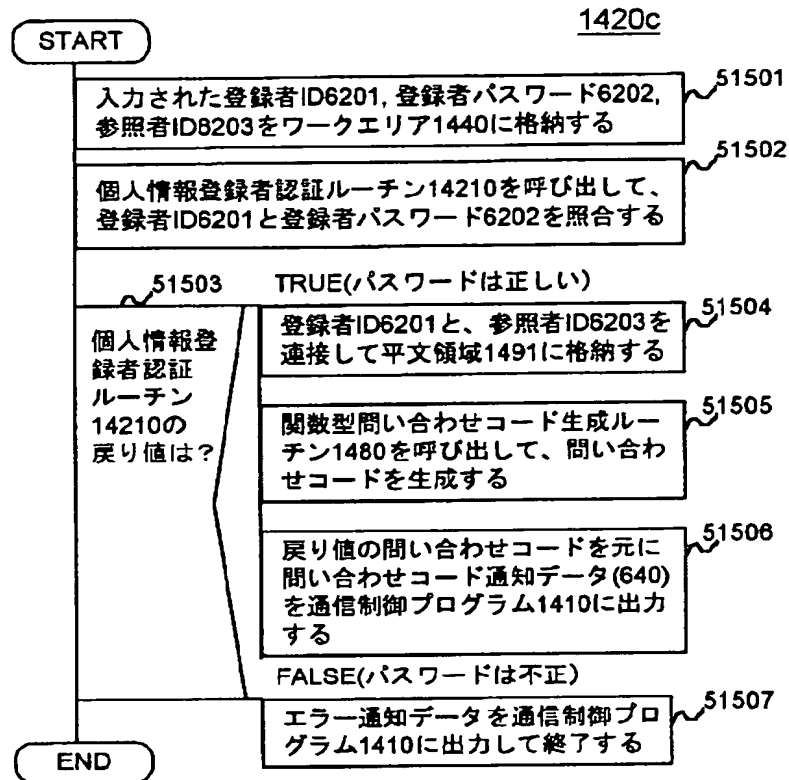 1420c
START
51501
入力された登録者ID6201, 登録者パスワード6202,
参照者ID8203をワークエリア1440に格納する
51502
個人情報登録者認証ルーチン14210を呼び出して、
登録者ID6201と登録者パスワード6202を照合する
51503
TRUE(パスワードは正しい)
個人情報登
録者認証
ルーチン
14210の
戻り値は?
51504
登録者ID6201と、参照者ID6203を
連接して平文領域1491に格納する
51505
関数型問い合わせコード生成ルー
チン1480を呼び出して、問い合わ
せコードを生成する
51506
戻り値の問い合わせコードを元に
問い合わせコード通知データ(640)
を通信制御プログラム1410に出力
する
FALSE(パスワードは不正)
51507
エラー通知データを通信制御プロ
グラム1410に出力して終了する
END